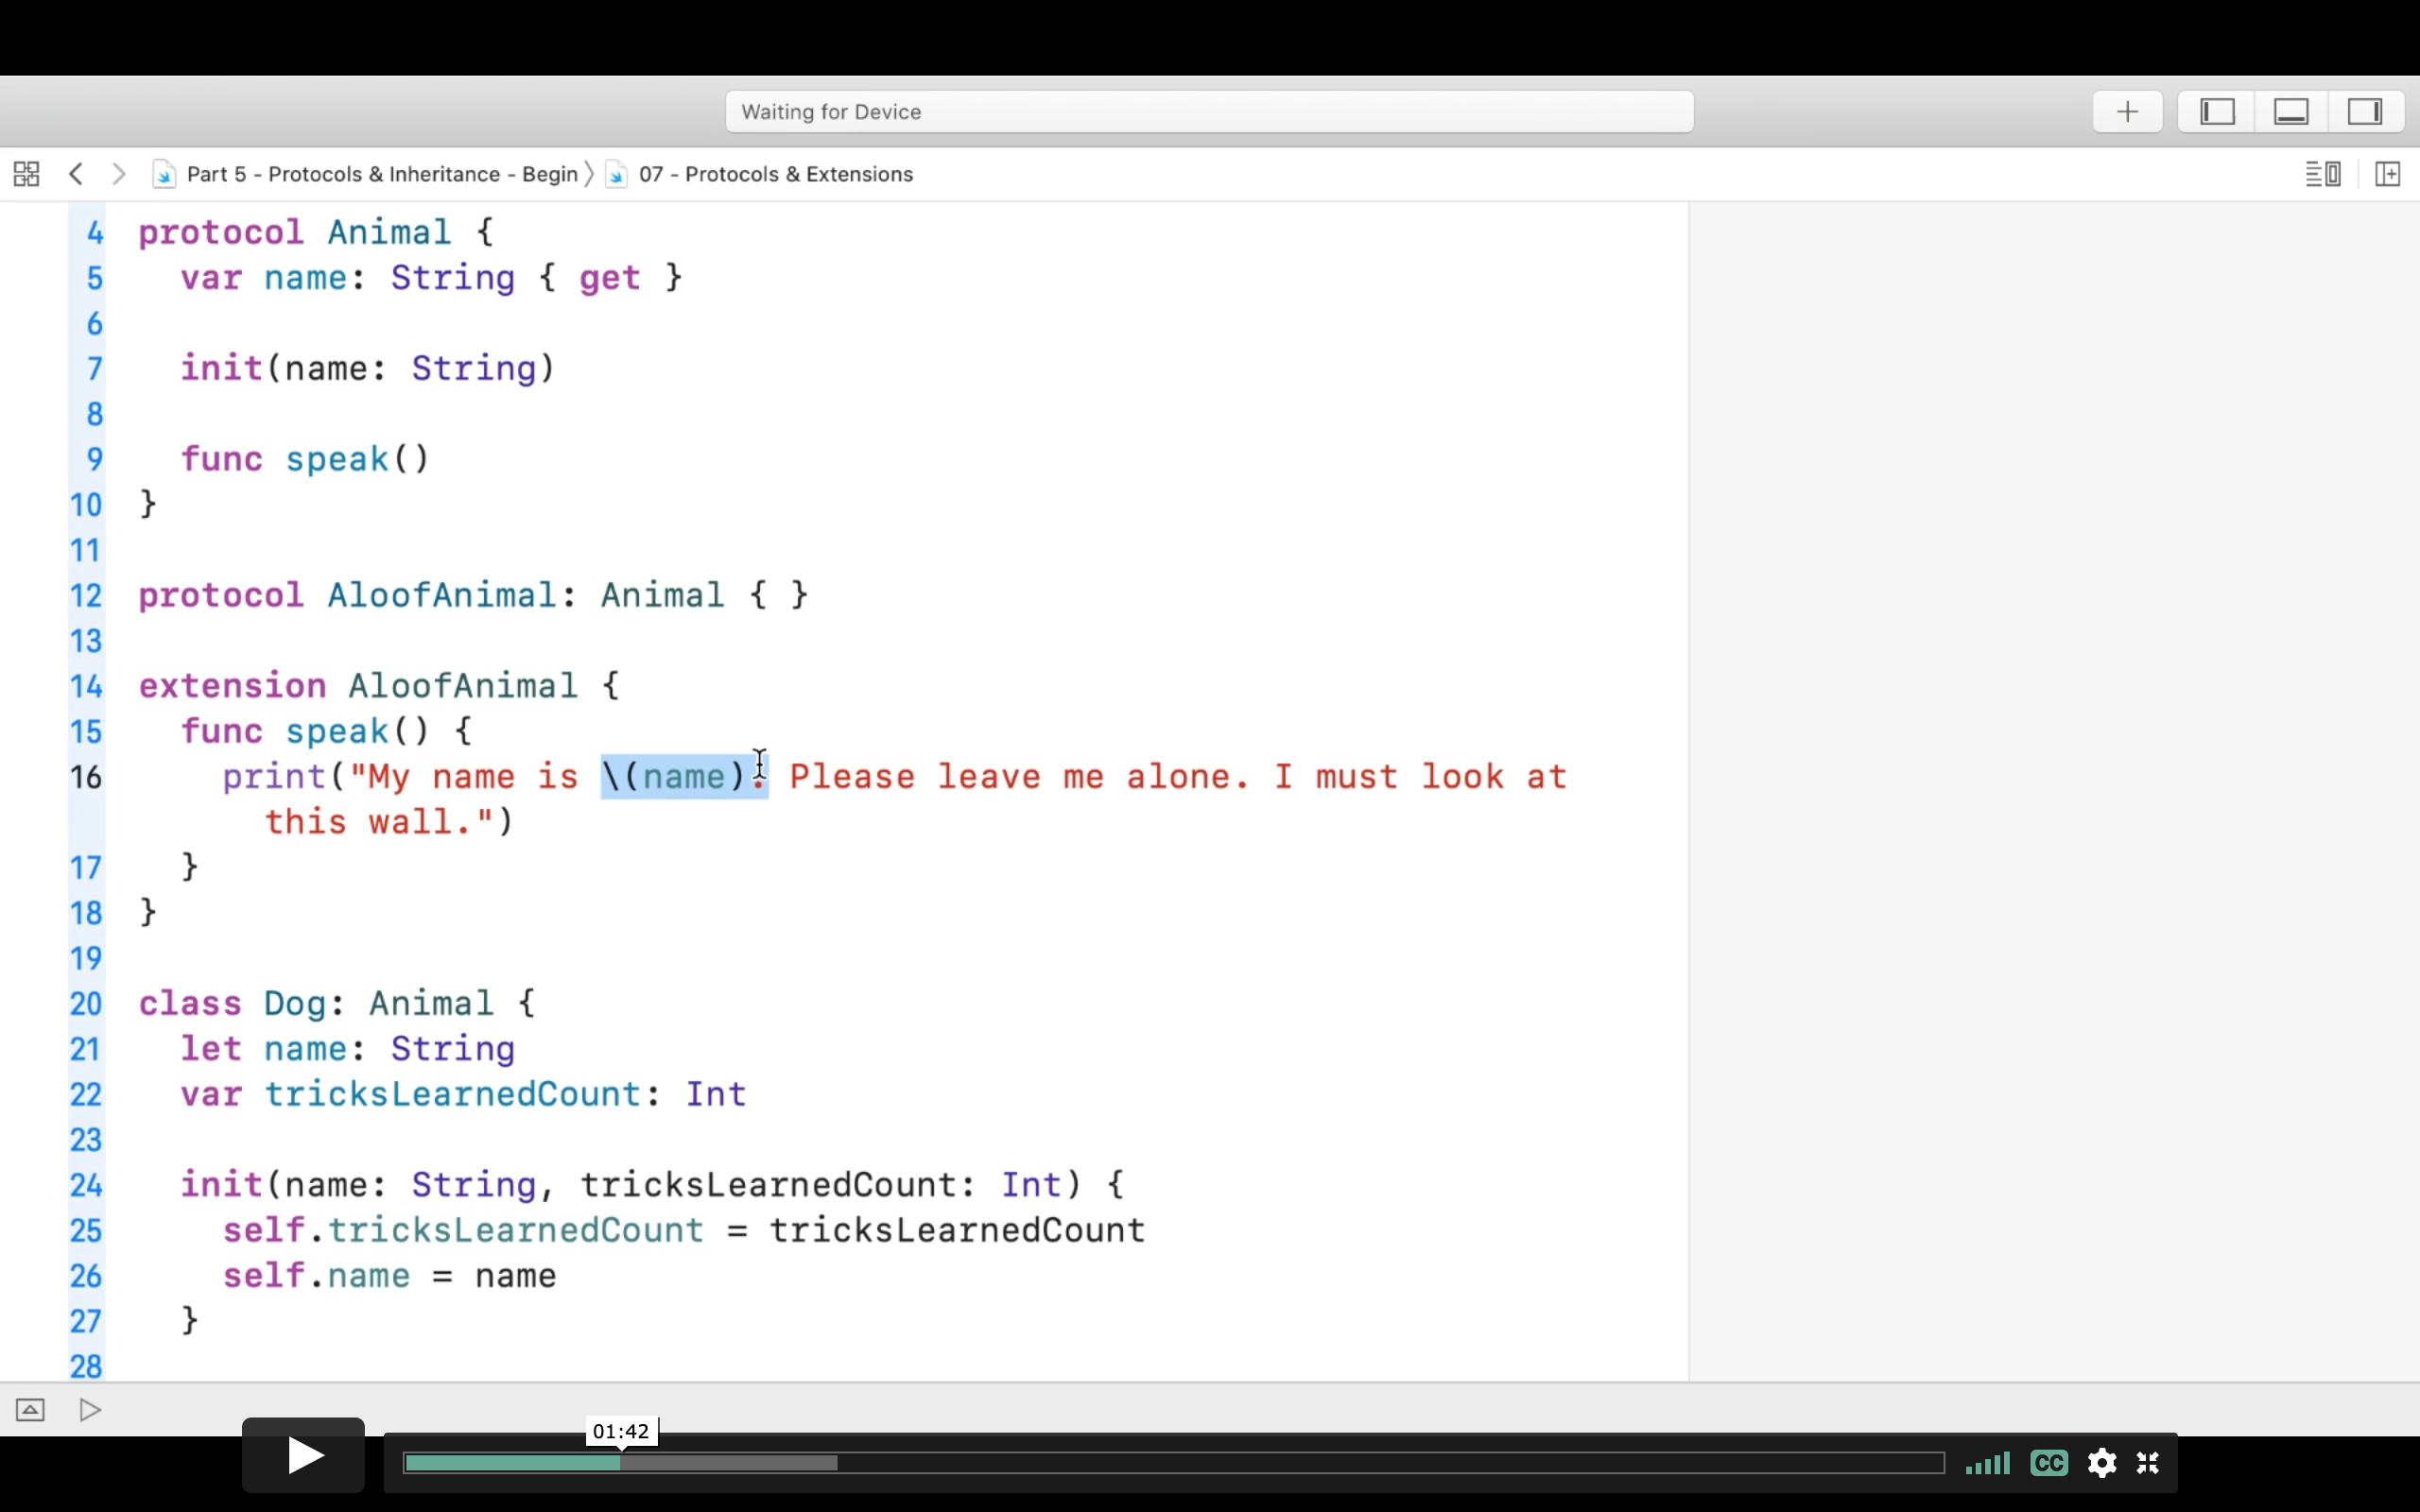 Waiting for Device
Part 5 - Protocols & Inheritance - Begin 〉 07 - Protocols & Extensions
4 protocol Animal {
5   var name: String { get }
6
7   init(name: String)
8
9   func speak()
10 }
11
12 protocol AloofAnimal: Animal { }
13
14 extension AloofAnimal {
15   func speak() {
16     print("My name is \(name). Please leave me alone. I must look at
this wall.")
17   }
18 }
19
20 class Dog: Animal {
21   let name: String
22   var tricksLearnedCount: Int
23
24   init(name: String, tricksLearnedCount: Int) {
25     self.tricksLearnedCount = tricksLearnedCount
26     self.name = name
27   }
28
01:42
CC